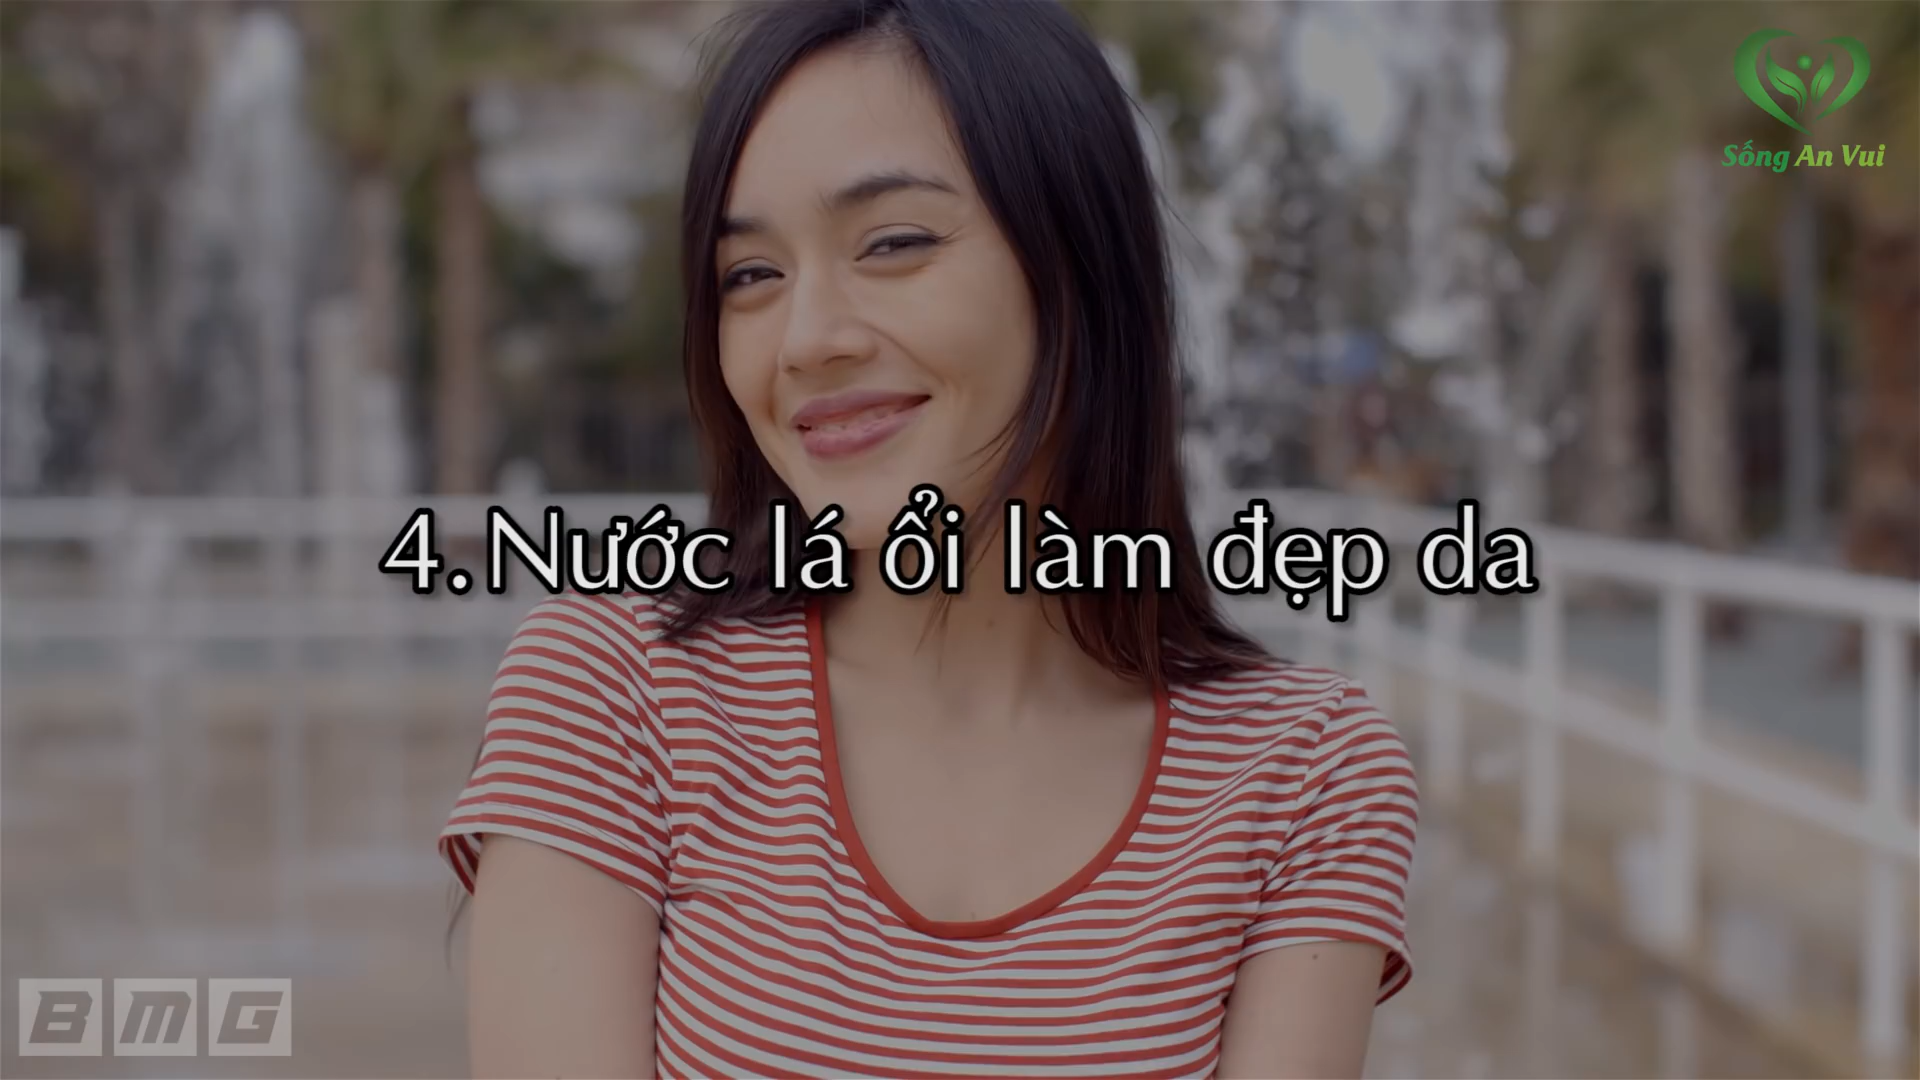 Sống An Vui
4. Nước lá ổi làm đẹp da
BMG